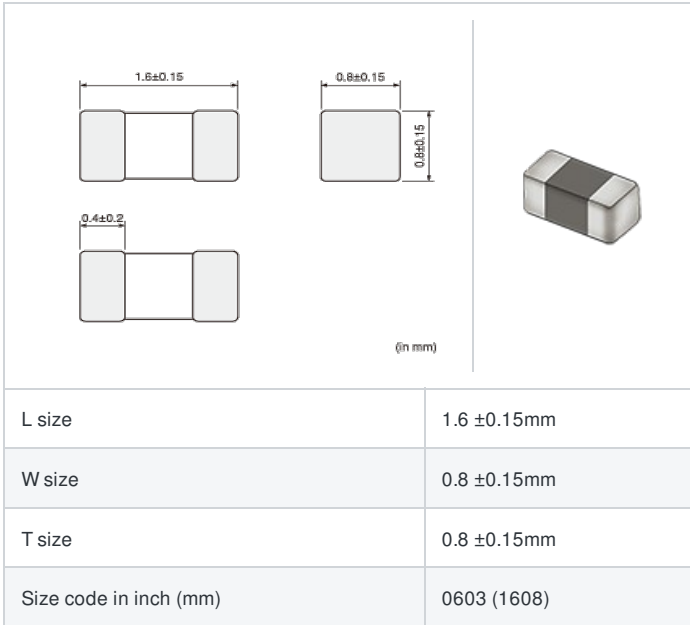 1.6±0.15
0.8±0.15
0.8±0.15
0.4±0.2
(in mm)
L size 1.6 ±0.15mm
W size 0.8 ±0.15mm
T size 0.8 ±0.15mm
Size code in inch (mm) 0603 (1608)